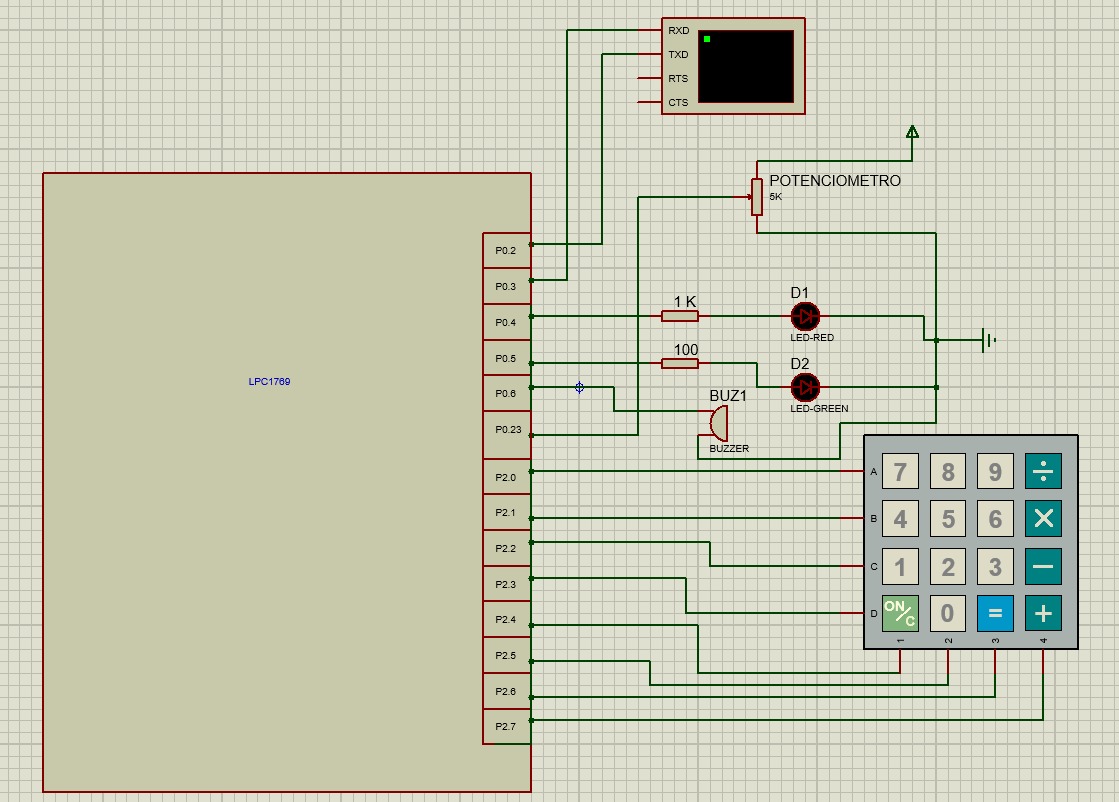 RXD
TXD
RTS
CTS
POTENCIOMETRO
5K
P0.2
P0.3
P0.4
P0.5
P0.6
P0.23
P2.0
P2.1
P2.2
P2.3
P2.4
P2.5
P2.6
P2.7
LPC1769
1 K
D1
LED-RED
100
D2
LED-GREEN
BUZ1
BUZZER
A 7 8 9 ÷
B 4 5 6 ×
C 1 2 3 −
D ON/C 0 = +
1 2 3 4